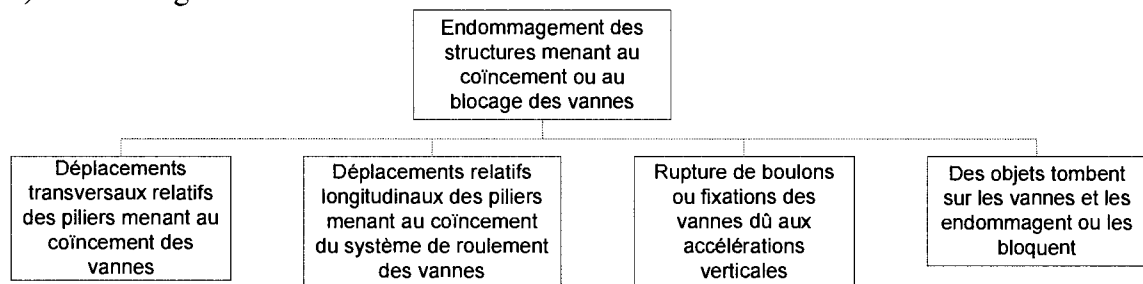 Endommagement des
structures menant au
coïncement ou au
blocage des vannes
Déplacements
transversaux relatifs
des piliers menant au
coïncement des
vannes
Déplacements relatifs
longitudinaux des piliers
menant au coïncement
du système de roulement
des vannes
Rupture de boulons
ou fixations des
vannes dû aux
accélérations
verticales
Des objets tombent
sur les vannes et les
endommagent ou les
bloquent